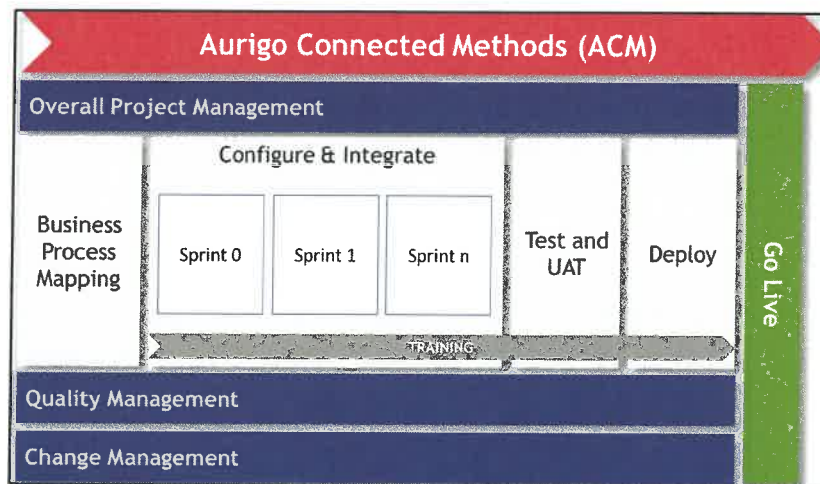 Aurigo Connected Methods (ACM)
Overall Project Management
Configure & Integrate
Business
Process
Mapping
Sprint 0
Sprint 1
Sprint n
Test and
UAT
Deploy
Go Live
TRAINING
Quality Management
Change Management